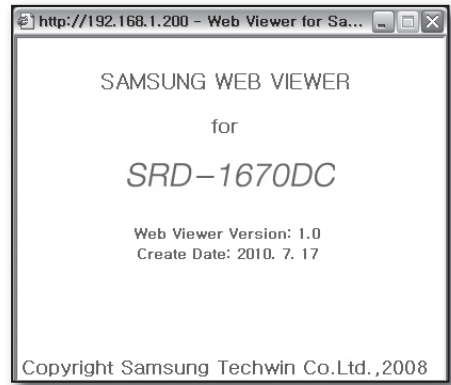 http://192.168.1.200 - Web Viewer for Sa...
SAMSUNG WEB VIEWER
for
SRD-1670DC
Web Viewer Version: 1.0
Create Date: 2010. 7. 17
Copyright Samsung Techwin Co.Ltd.,2008